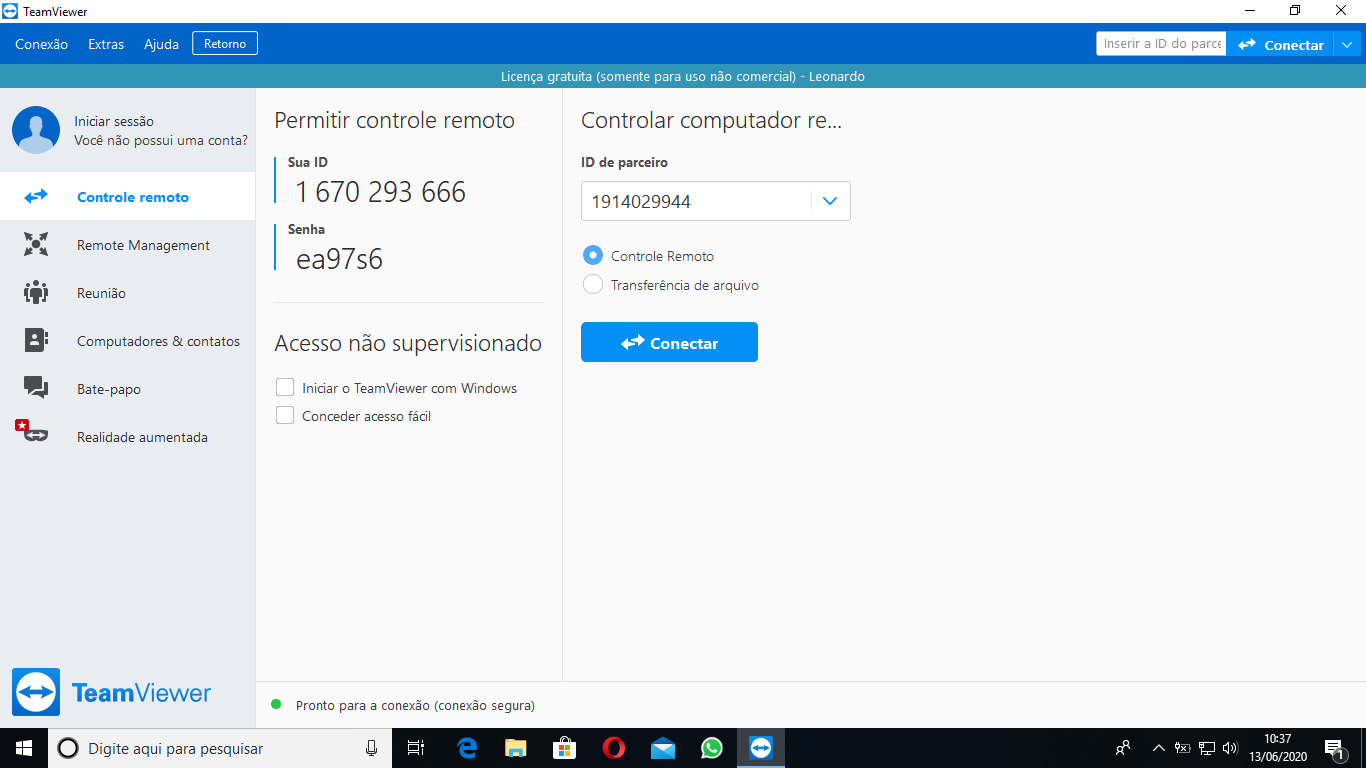 TeamViewer
Conexão Extras Ajuda Retorno
Inserir a ID do parce Conectar
Licença gratuita (somente para uso não comercial) - Leonardo
Iniciar sessão
Você não possui uma conta?
Controle remoto
Remote Management
Reunião
Computadores & contatos
Bate-papo
Realidade aumentada
TeamViewer
Permitir controle remoto
Sua ID
1 670 293 666
Senha
ea97s6
Acesso não supervisionado
Iniciar o TeamViewer com Windows
Conceder acesso fácil
Controlar computador re...
ID de parceiro
1914029944
Controle Remoto
Transferência de arquivo
Conectar
Pronto para a conexão (conexão segura)
Digite aqui para pesquisar
10:37
13/06/2020
1